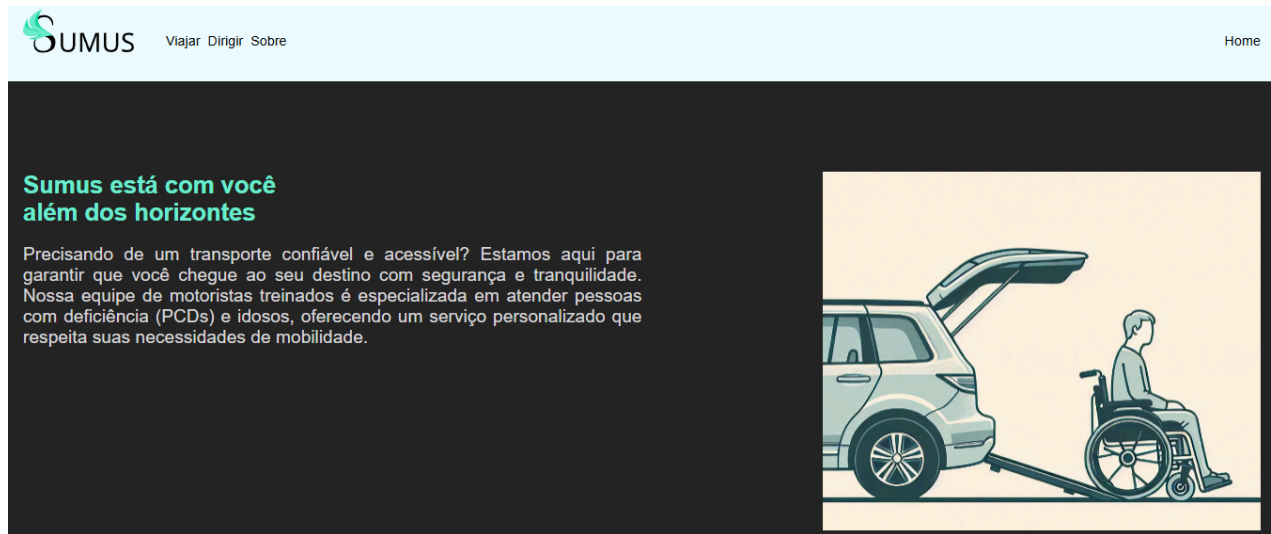 SUMUS
Viajar Dirigir Sobre
Home
Sumus está com você
além dos horizontes
Precisando de um transporte confiável e acessível? Estamos aqui para
garantir que você chegue ao seu destino com segurança e tranquilidade.
Nossa equipe de motoristas treinados é especializada em atender pessoas
com deficiência (PCDs) e idosos, oferecendo um serviço personalizado que
respeita suas necessidades de mobilidade.